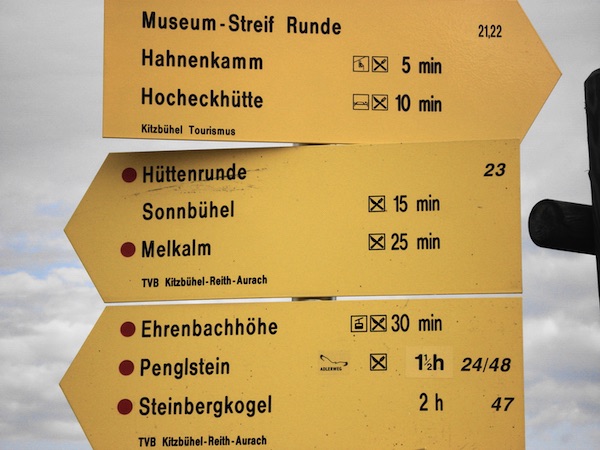 Museum-Streif Runde 21,22
Hahnenkamm 5 min
Hocheckhütte 10 min
Kitzbühel Tourismus
Hüttenrunde 23
Sonnbühel 15 min
Melkalm 25 min
TVB Kitzbühel-Reith-Aurach
Ehrenbachhöhe 30 min
Penglstein ADLERWEG 1½h 24/48
Steinbergkogel 2 h 47
TVB Kitzbühel-Reith-Aurach